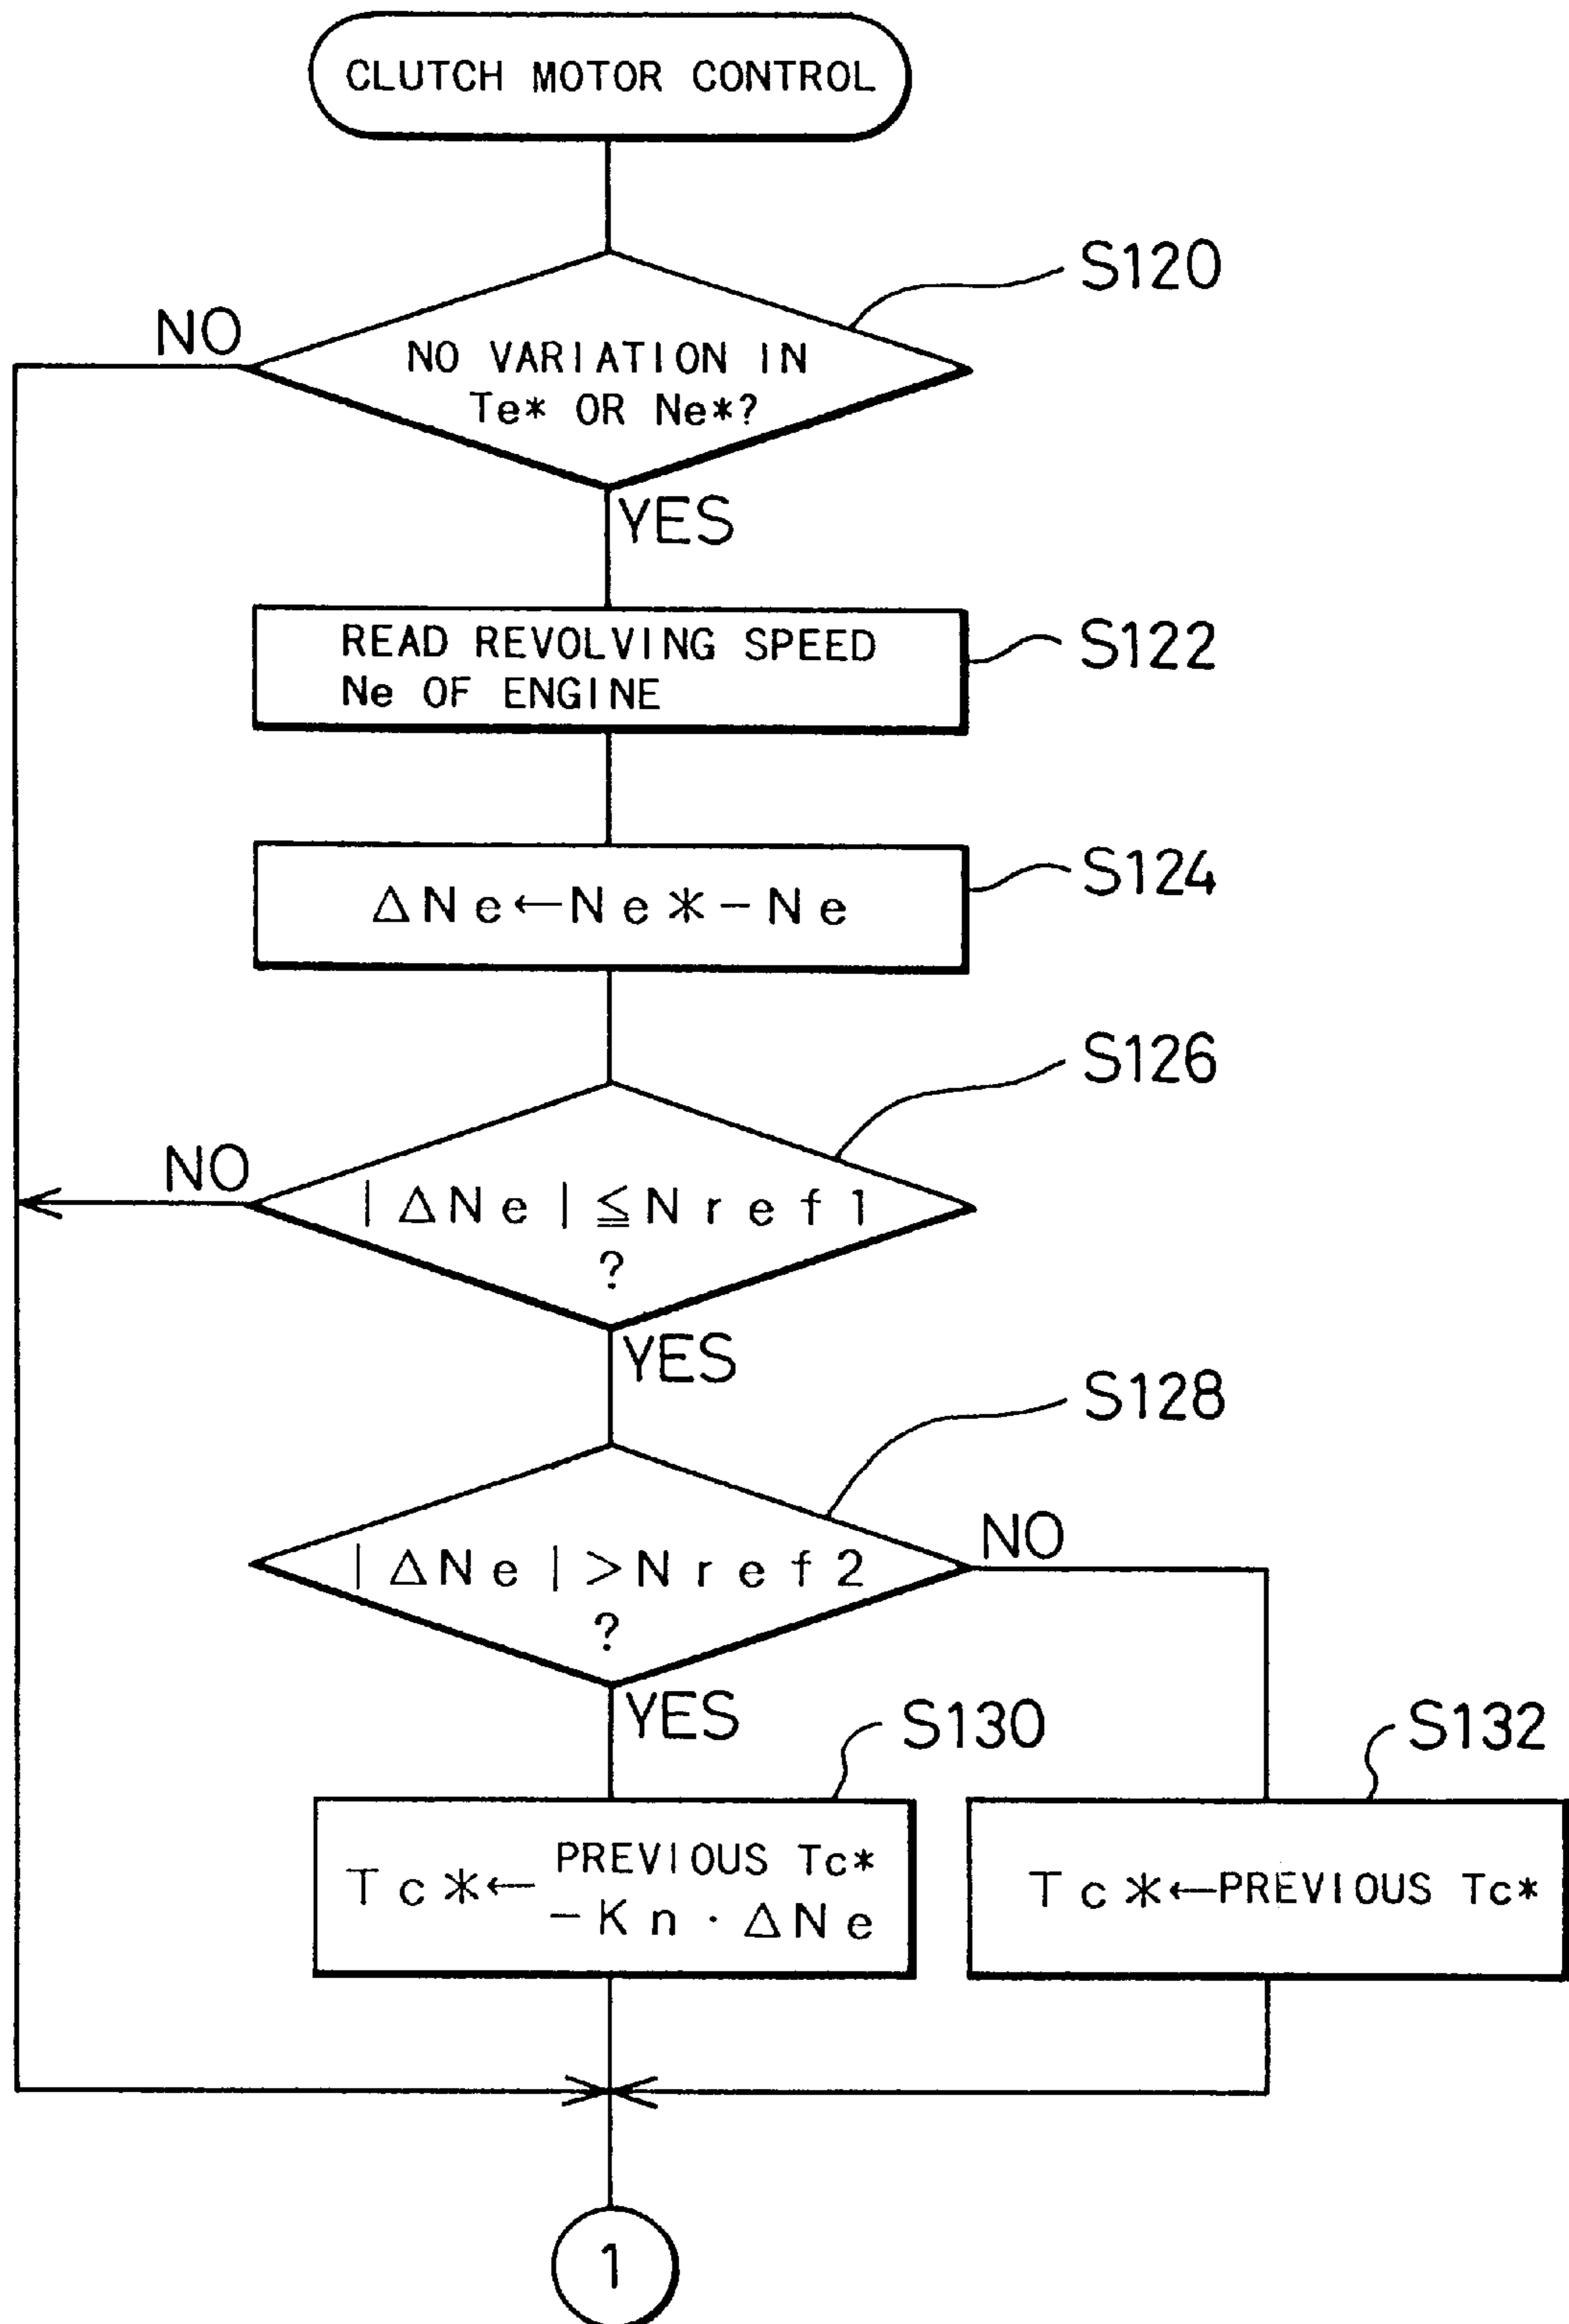 CLUTCH MOTOR CONTROL
S120
NO
NO VARIATION IN
Te* OR Ne*?
YES
READ REVOLVING SPEED
Ne OF ENGINE
S122
S124
ΔNe←Ne*-Ne
S126
NO
|ΔNe|≦Nref1
?
YES
S128
|ΔNe|>Nref2
?
NO
YES
S130
S132
Tc*← PREVIOUS Tc*
-Kn·ΔNe
Tc*←PREVIOUS Tc*
1